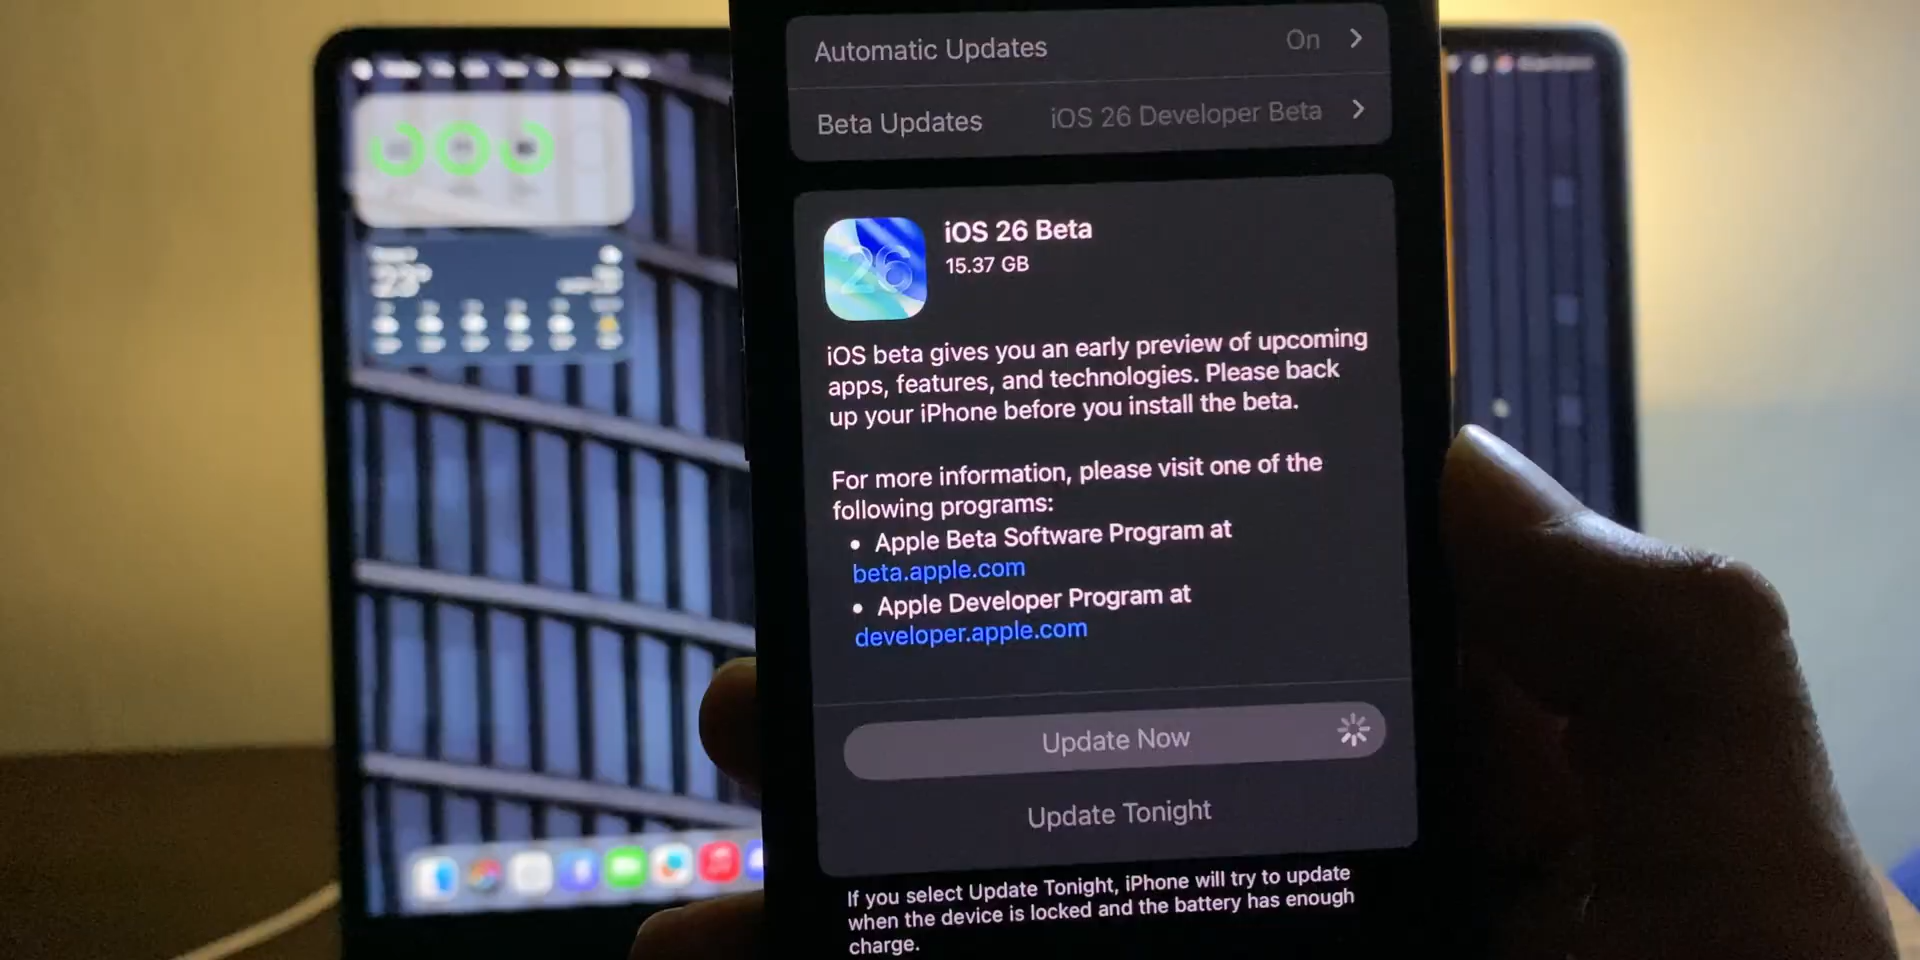 Automatic Updates On
Beta Updates iOS 26 Developer Beta
26
iOS 26 Beta
15.37 GB
iOS beta gives you an early preview of upcoming
apps, features, and technologies. Please back
up your iPhone before you install the beta.
For more information, please visit one of the
following programs:
• Apple Beta Software Program at
beta.apple.com
• Apple Developer Program at
developer.apple.com
Update Now
Update Tonight
If you select Update Tonight, iPhone will try to update
when the device is locked and the battery has enough
charge.